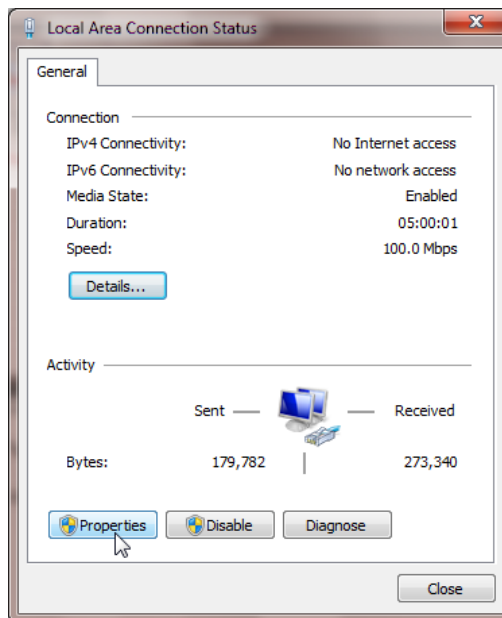 Local Area Connection Status
General
Connection
IPv4 Connectivity: No Internet access
IPv6 Connectivity: No network access
Media State: Enabled
Duration: 05:00:01
Speed: 100.0 Mbps
Details...
Activity
Sent Received
Bytes: 179,782 273,340
Properties Disable Diagnose
Close